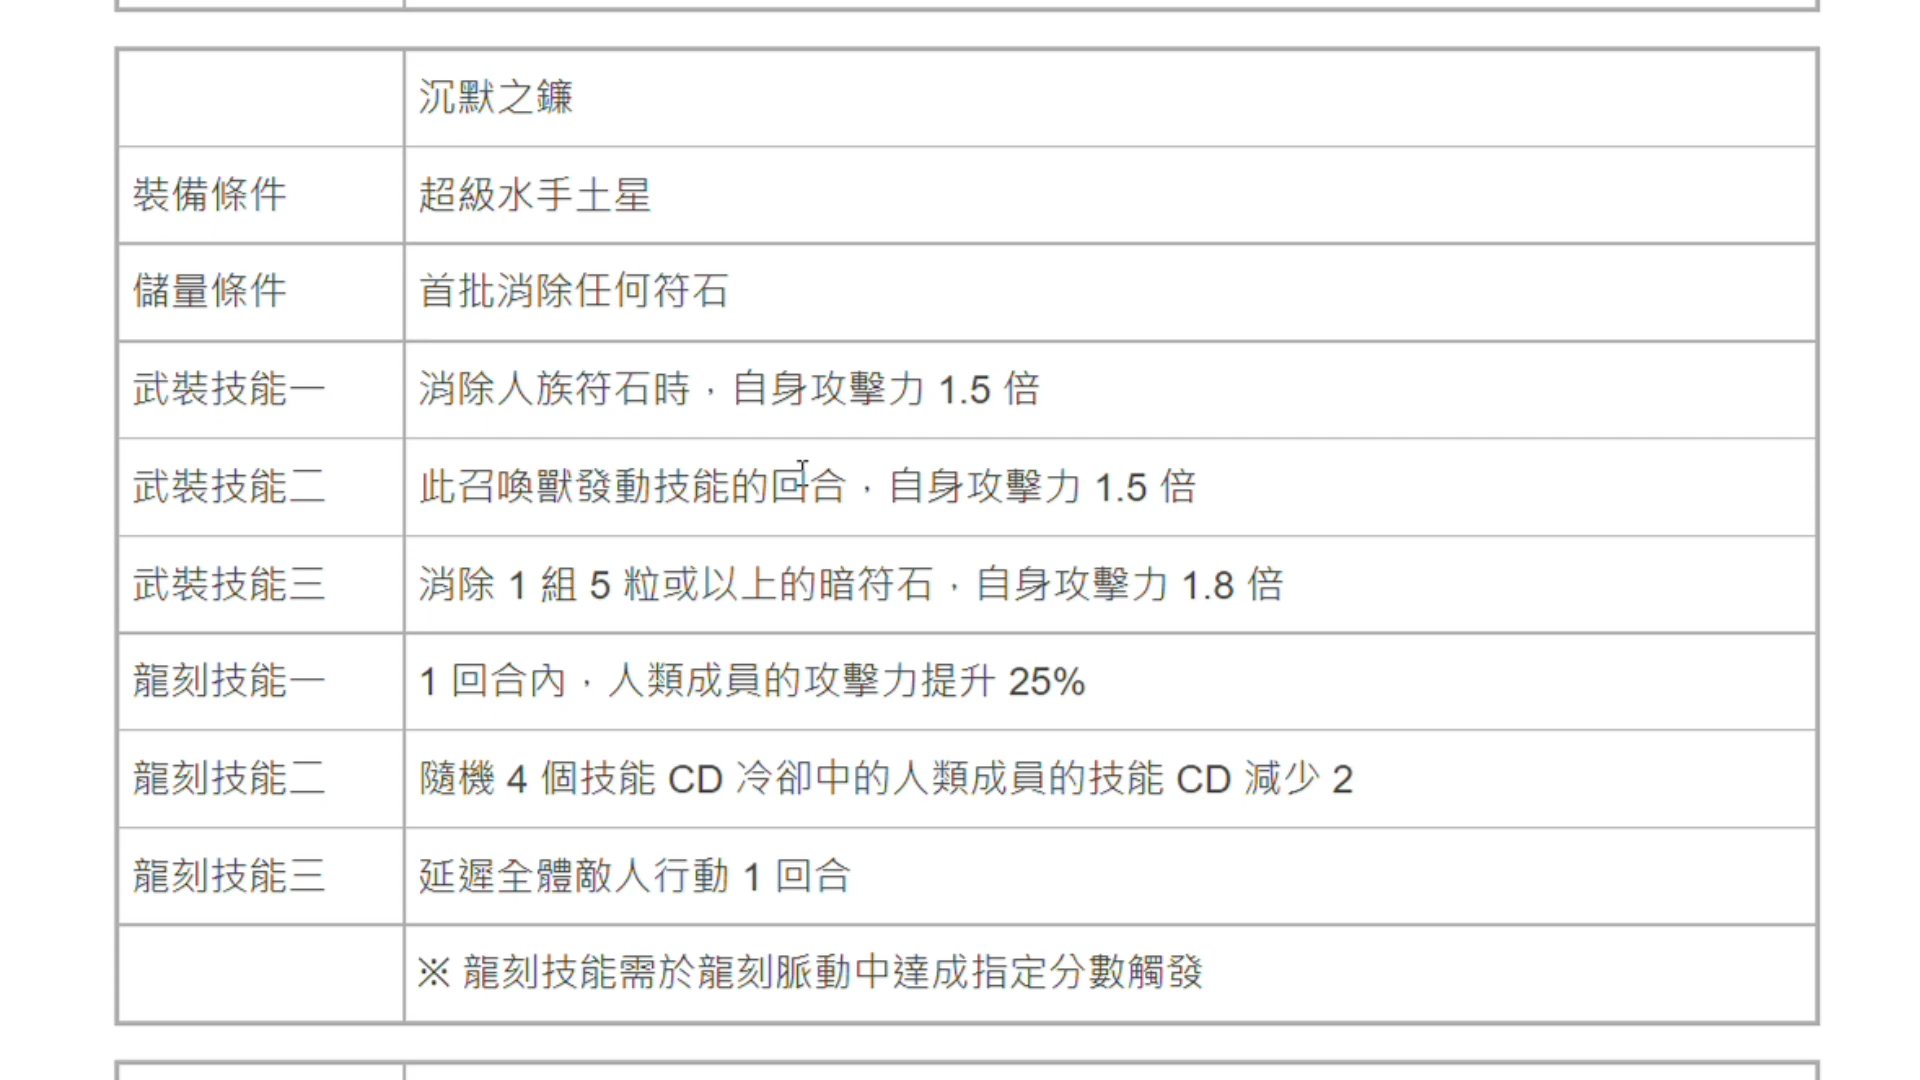 沉默之鐮
裝備條件 超級水手土星
儲量條件 首批消除任何符石
武裝技能一 消除人族符石時，自身攻擊力 1.5 倍
武裝技能二 此召喚獸發動技能的回合，自身攻擊力 1.5 倍
武裝技能三 消除 1 組 5 粒或以上的暗符石，自身攻擊力 1.8 倍
龍刻技能一 1 回合內，人類成員的攻擊力提升 25%
龍刻技能二 隨機 4 個技能 CD 冷卻中的人類成員的技能 CD 減少 2
龍刻技能三 延遲全體敵人行動 1 回合
※ 龍刻技能需於龍刻脈動中達成指定分數觸發